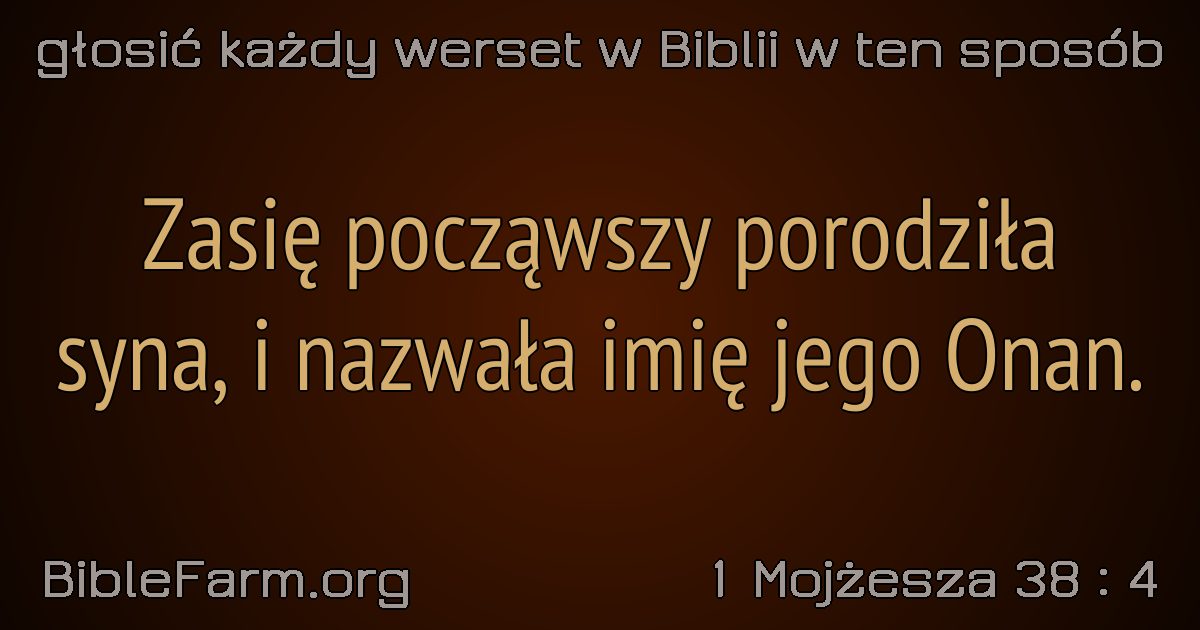 głosić każdy werset w Biblii w ten sposób
Zasię począwszy porodziła
syna, i nazwała imię jego Onan.
BibleFarm.org
1 Mojżesza 38 : 4